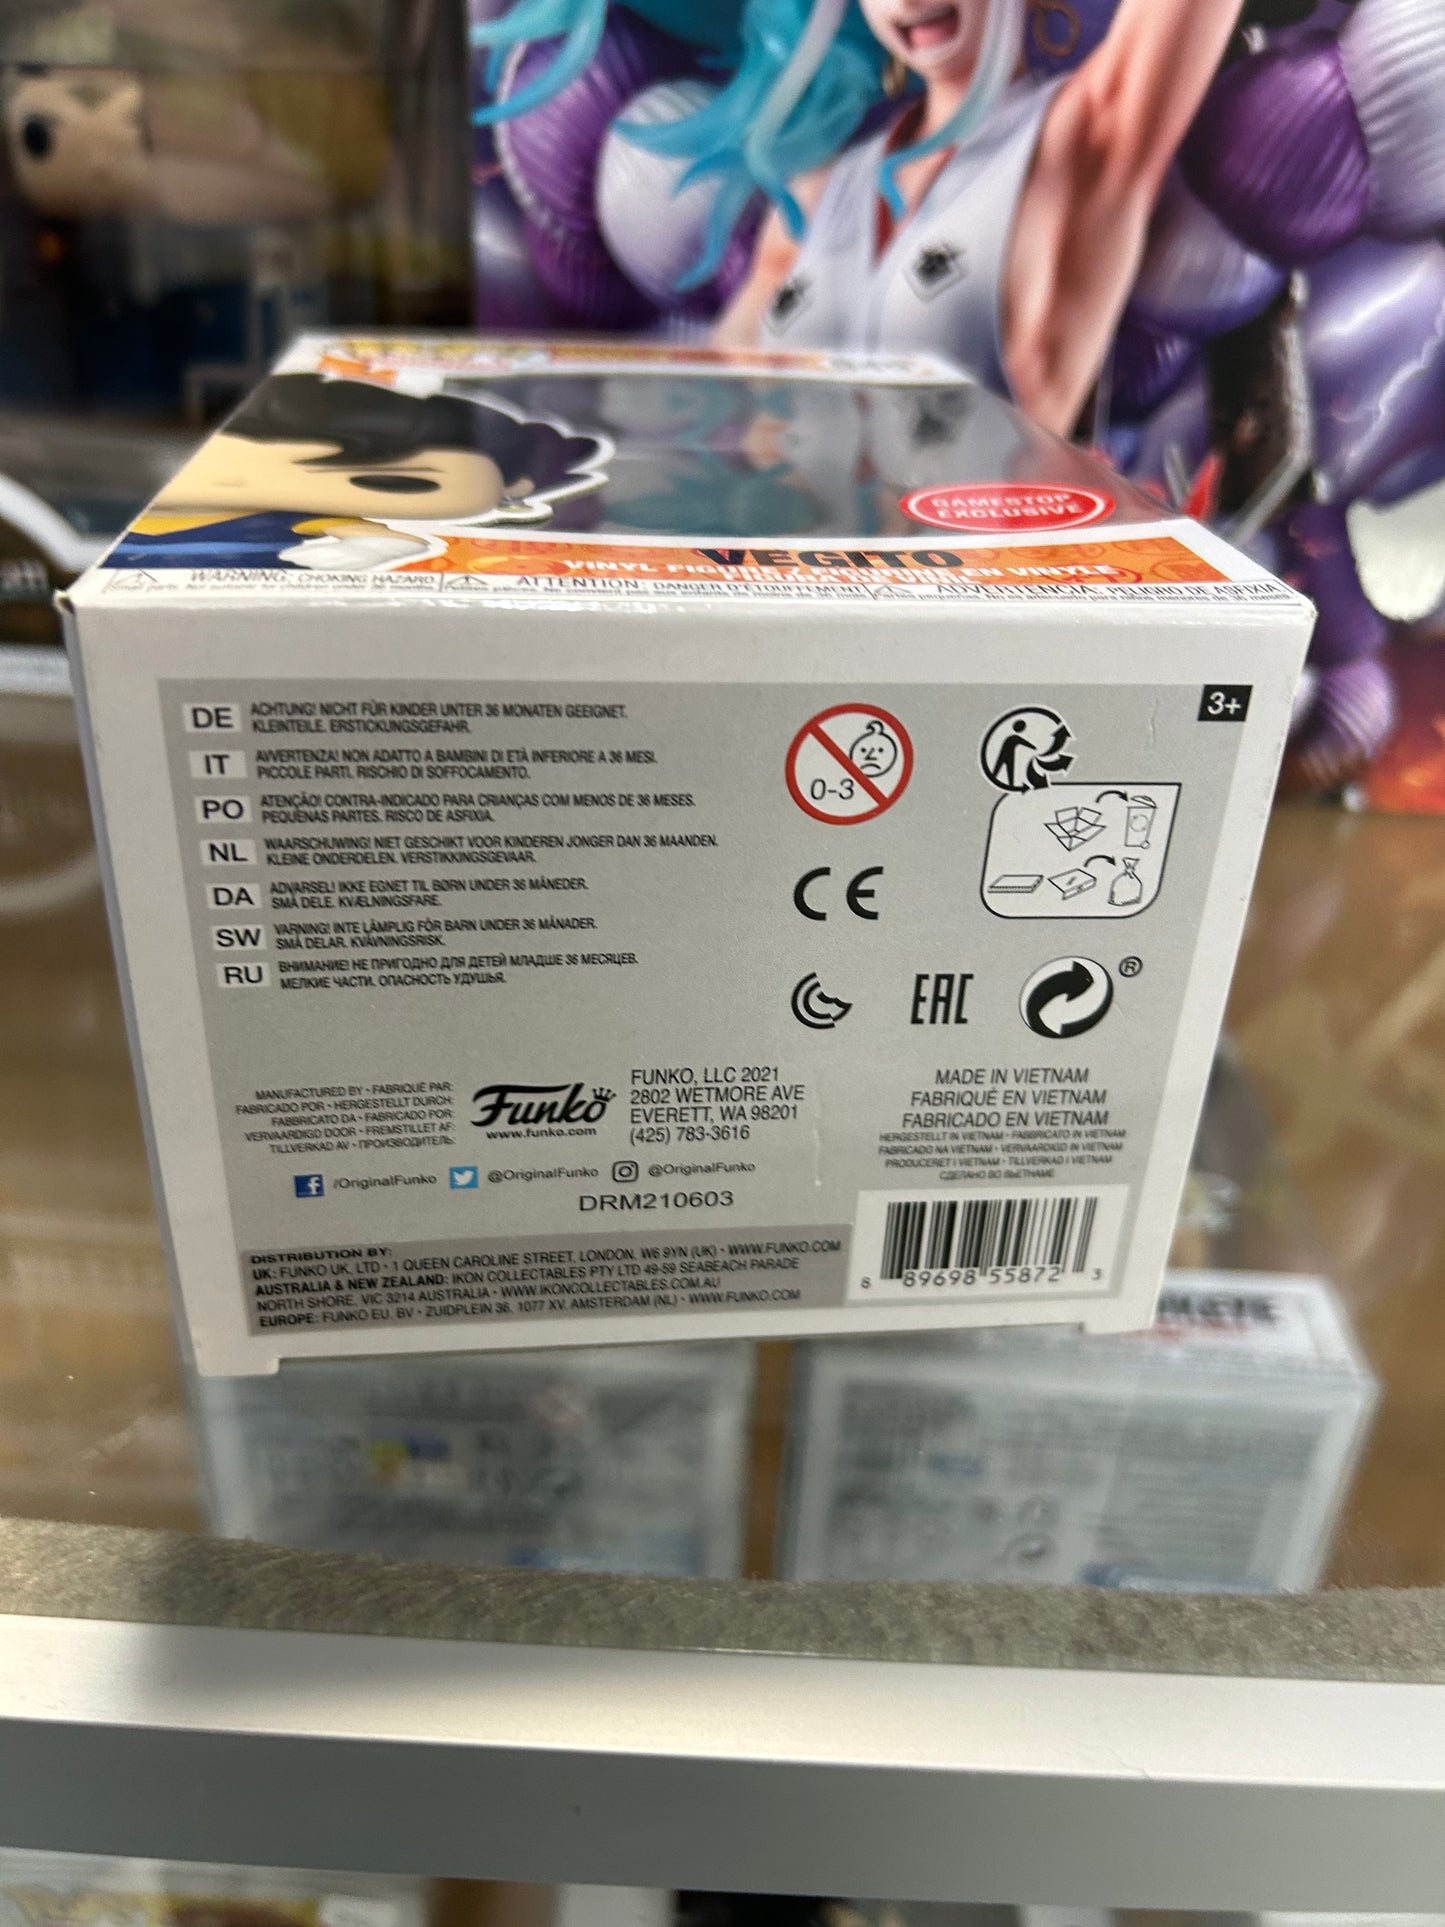 GAMESTOP
EXCLUSIVE
VEGITO
WARNING: CHOKING HAZARD
ATTENTION: DANGER D'ÉTOUFFEMENT
ADVERTENCIA: PELIGRO DE ASFIXIA
3+
DE ACHTUNG! NICHT FÜR KINDER UNTER 36 MONATEN GEEIGNET.
KLEINTEILE. ERSTICKUNGSGEFAHR.
IT AVVERTENZA! NON ADATTO A BAMBINI DI ETÀ INFERIORE A 36 MESI.
PICCOLE PARTI. RISCHIO DI SOFFOCAMENTO.
PO ATENÇÃO! CONTRA-INDICADO PARA CRIANÇAS COM MENOS DE 36 MESES.
PEQUENAS PARTES. RISCO DE ASFIXIA.
NL WAARSCHUWING! NIET GESCHIKT VOOR KINDEREN JONGER DAN 36 MAANDEN.
KLEINE ONDERDELEN. VERSTIKKINGSGEVAAR.
DA ADVARSEL! IKKE EGNET TIL BØRN UNDER 36 MÅNEDER.
SMÅ DELE. KVÆLNINGSFARE.
SW VARNING! INTE LÄMPLIG FÖR BARN UNDER 36 MÅNADER.
SMÅ DELAR. KVÄVNINGSRISK.
RU ВНИМАНИЕ! НЕ ПРИГОДНО ДЛЯ ДЕТЕЙ МЛАДШЕ 36 МЕСЯЦЕВ.
МЕЛКИЕ ЧАСТИ. ОПАСНОСТЬ УДУШЬЯ.
0-3
CE
EAC
®
MANUFACTURED BY • FABRIQUÉ PAR:
FABRICADO POR • HERGESTELLT DURCH:
FABBRICATO DA • FABRICADO POR:
VERVAARDIGD DOOR • FREMSTILLET AF:
TILLVERKAD AV • ПРОИЗВОДИТЕЛЬ:
Funko
www.funko.com
FUNKO, LLC 2021
2802 WETMORE AVE
EVERETT, WA 98201
(425) 783-3616
/OriginalFunko @OriginalFunko @OriginalFunko
DRM210603
MADE IN VIETNAM
FABRIQUÉ EN VIETNAM
FABRICADO EN VIETNAM
HERGESTELLT IN VIETNAM • FABBRICATO IN VIETNAM
FABRICADO NA VIETNAM • VERVAARDIGD IN VIETNAM
PRODUCERET I VIETNAM • TILLVERKAD I VIETNAM
СДЕЛАНО ВО ВЬЕТНАМЕ
DISTRIBUTION BY:
UK: FUNKO UK, LTD • 1 QUEEN CAROLINE STREET, LONDON, W6 9YN (UK) • WWW.FUNKO.COM
AUSTRALIA & NEW ZEALAND: IKON COLLECTABLES PTY LTD 49-59 SEABEACH PARADE
NORTH SHORE, VIC 3214 AUSTRALIA • WWW.IKONCOLLECTABLES.COM.AU
EUROPE: FUNKO EU, BV • ZUIDPLEIN 36, 1077 XV, AMSTERDAM (NL) • WWW.FUNKO.COM
8 89698 55872 3